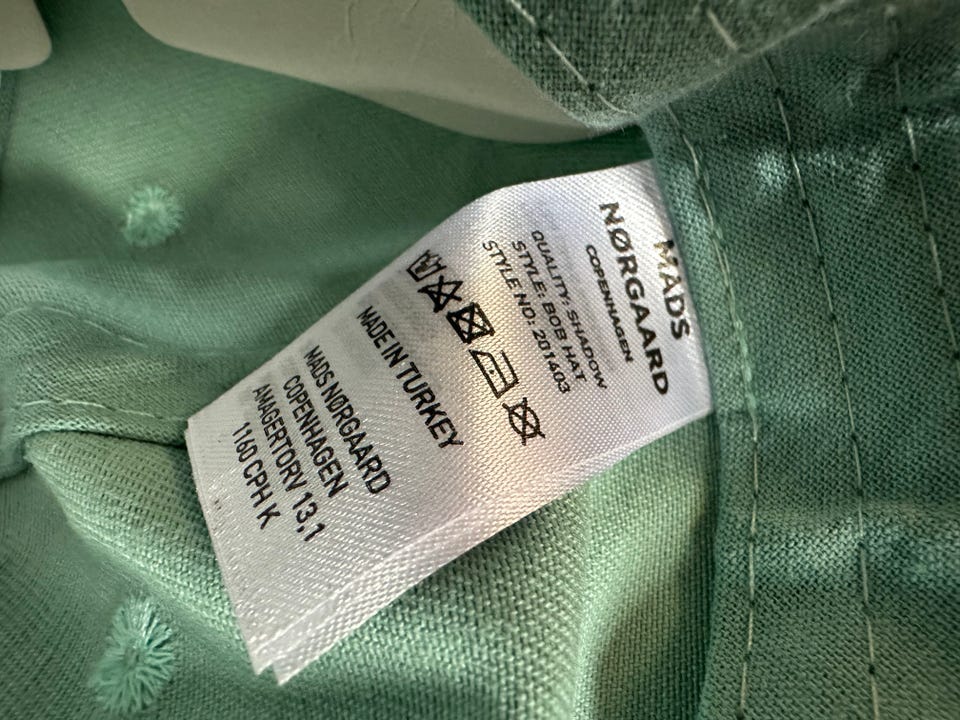 MADS
NØRGAARD
COPENHAGEN
QUALITY: SHADOW
STYLE: BOB HAT
STYLE NO: 201403
MADE IN TURKEY
MADS NØRGAARD
COPENHAGEN
AMAGERTORV 13,1
1160 CPH K